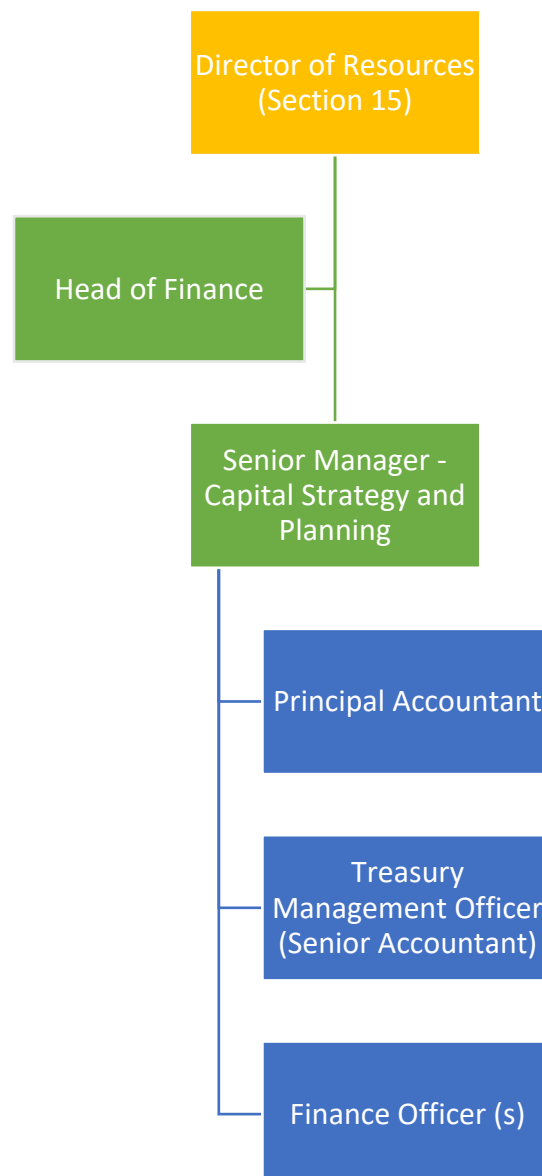 Director of Resources
(Section 15)
Head of Finance
Senior Manager -
Capital Strategy and
Planning
Principal Accountant
Treasury
Management Officer
(Senior Accountant)
Finance Officer (s)